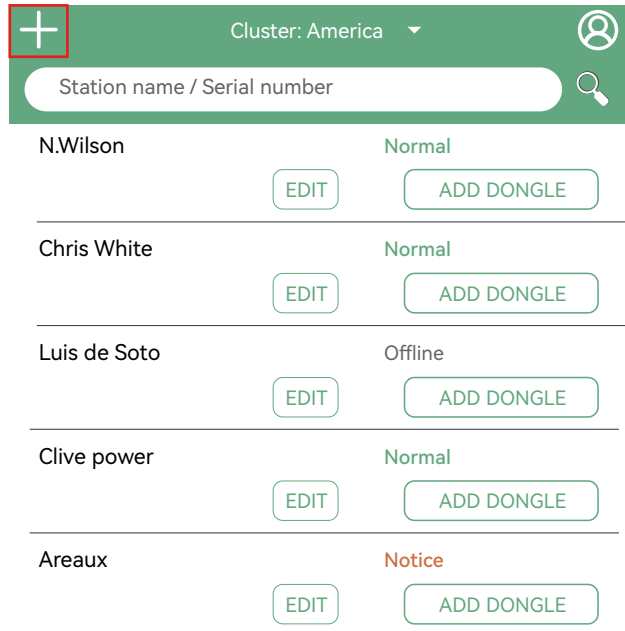 Cluster: America
Station name / Serial number
N.Wilson Normal
EDIT ADD DONGLE
Chris White Normal
EDIT ADD DONGLE
Luis de Soto Offline
EDIT ADD DONGLE
Clive power Normal
EDIT ADD DONGLE
Areaux Notice
EDIT ADD DONGLE